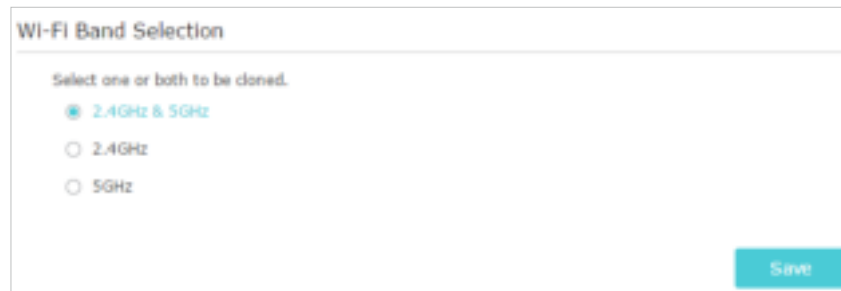 Wi-Fi Band Selection
Select one or both to be cloned.
2.4GHz & 5GHz
2.4GHz
5GHz
Save